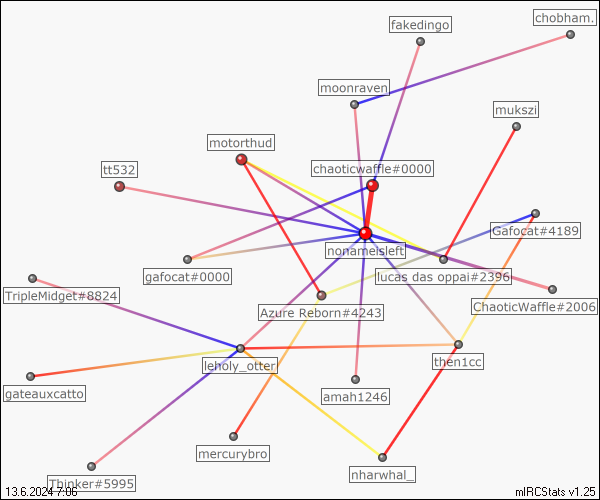 chobham.
fakedingo
moonraven
mukszi
motorthud
tt532
chaoticwaffle#0000
Gafocat#4189
nonameisleft
gafocat#0000
lucas das oppai#2396
TripleMidget#8824
ChaoticWaffle#2006
Azure Reborn#4243
leholy_otter
then1cc
gateauxcatto
amah1246
mercurybro
nharwhal_
Thinker#5995
13.6.2024 7:06
mIRCStats v1.25